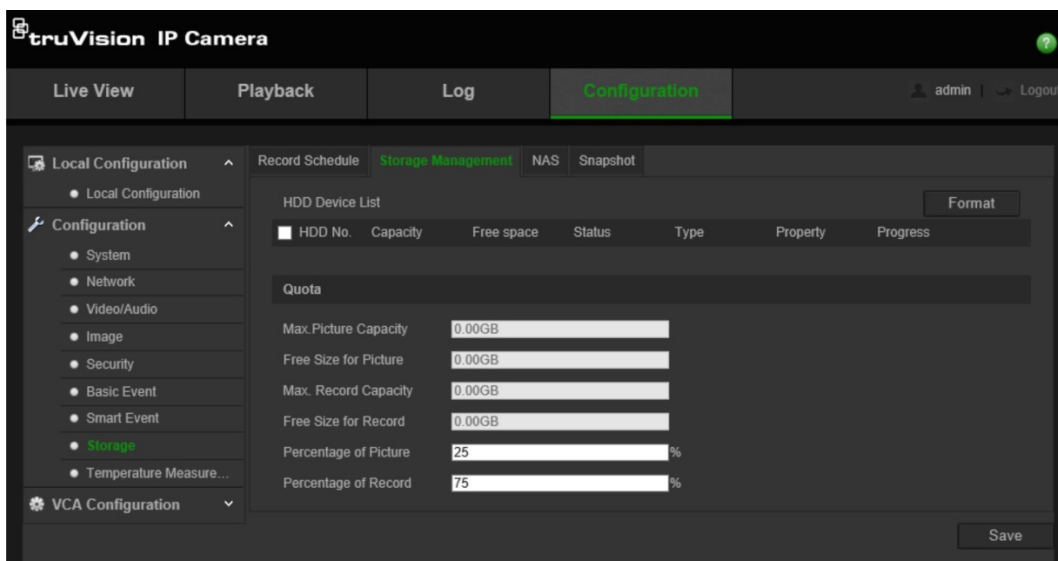 truVision IP Camera
?
Live View Playback Log Configuration admin Logou
Local Configuration
Local Configuration
Configuration
System
Network
Video/Audio
Image
Security
Basic Event
Smart Event
Storage
Temperature Measure...
VCA Configuration
Record Schedule Storage Management NAS Snapshot
HDD Device List Format
HDD No. Capacity Free space Status Type Property Progress
Quota
Max.Picture Capacity 0.00GB
Free Size for Picture 0.00GB
Max. Record Capacity 0.00GB
Free Size for Record 0.00GB
Percentage of Picture 25 %
Percentage of Record 75 %
Save